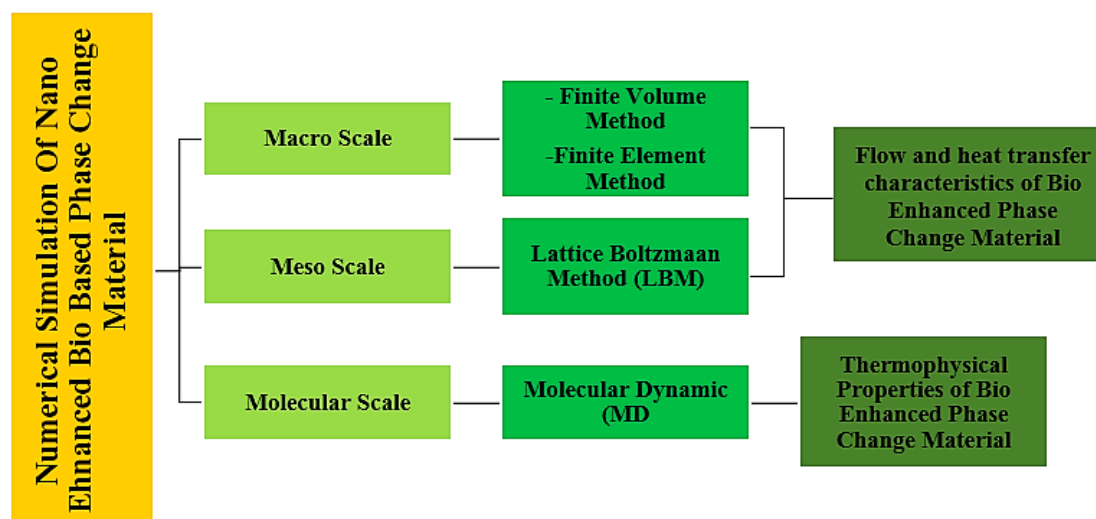 Numerical Simulation Of Nano
Ehnanced Bio Based Phase Change
Material
Macro Scale
- Finite Volume
Method
-Finite Element
Method
Flow and heat transfer
characteristics of Bio
Enhanced Phase
Change Material
Meso Scale
Lattice Boltzmaan
Method (LBM)
Molecular Scale
Molecular Dynamic
(MD
Thermophysical
Properties of Bio
Enhanced Phase
Change Material